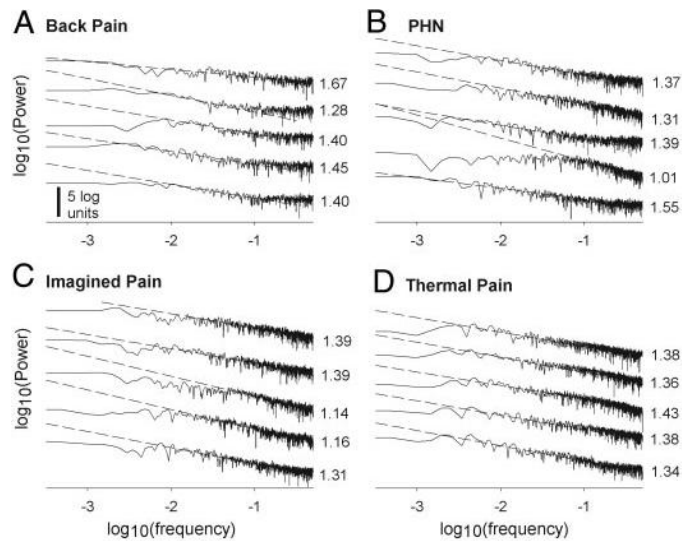 A Back Pain
log10(Power)
1.67
1.28
1.40
1.45
1.40
5 log
units
-3 -2 -1
B PHN
1.37
1.31
1.39
1.01
1.55
-3 -2 -1
C Imagined Pain
log10(Power)
1.39
1.39
1.14
1.16
1.31
-3 -2 -1
log10(frequency)
D Thermal Pain
1.38
1.36
1.43
1.38
1.34
-3 -2 -1
log10(frequency)